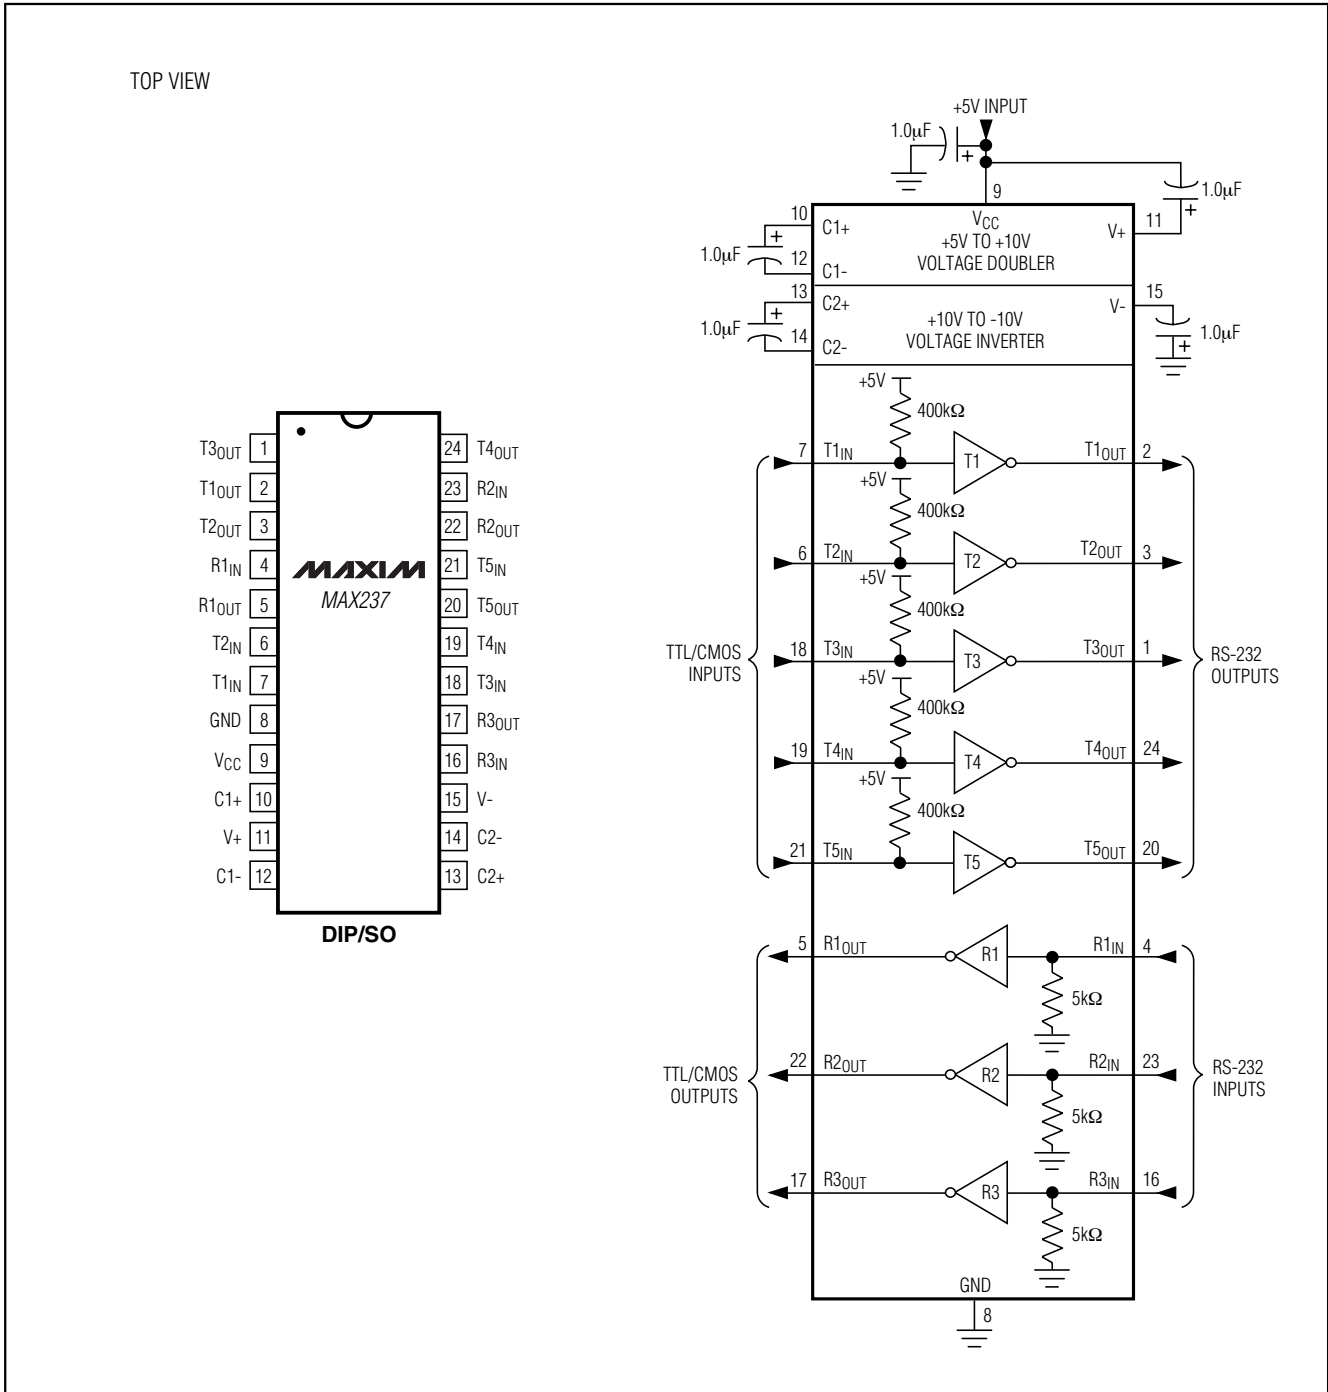 TOP VIEW
T3OUT 1
T1OUT 2
T2OUT 3
R1IN 4
R1OUT 5
T2IN 6
T1IN 7
GND 8
VCC 9
C1+ 10
V+ 11
C1- 12
24 T4OUT
23 R2IN
22 R2OUT
21 T5IN
20 T5OUT
19 T4IN
18 T3IN
17 R3OUT
16 R3IN
15 V-
14 C2-
13 C2+
MAXIM
MAX237
DIP/SO
+5V INPUT
1.0μF
+
9
1.0μF
+
VCC
+5V TO +10V
VOLTAGE DOUBLER
10 C1+
1.0μF
+
12 C1-
V+ 11
+10V TO -10V
VOLTAGE INVERTER
13 C2+
1.0μF
+
14 C2-
V- 15
1.0μF
+
+5V
400kΩ
7 T1IN T1 T1OUT 2
+5V
400kΩ
6 T2IN T2 T2OUT 3
+5V
400kΩ
18 T3IN T3 T3OUT 1
+5V
400kΩ
19 T4IN T4 T4OUT 24
+5V
400kΩ
21 T5IN T5 T5OUT 20
TTL/CMOS
INPUTS
RS-232
OUTPUTS
5 R1OUT R1 R1IN 4
5kΩ
22 R2OUT R2 R2IN 23
5kΩ
17 R3OUT R3 R3IN 16
5kΩ
TTL/CMOS
OUTPUTS
RS-232
INPUTS
GND
8